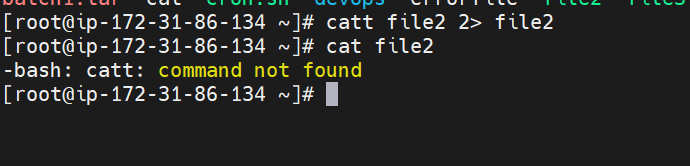 batch1.tar cat cron.sh devops errorfile file2 file3
[root@ip-172-31-86-134 ~]# catt file2 2> file2
[root@ip-172-31-86-134 ~]# cat file2
-bash: catt: command not found
[root@ip-172-31-86-134 ~]#